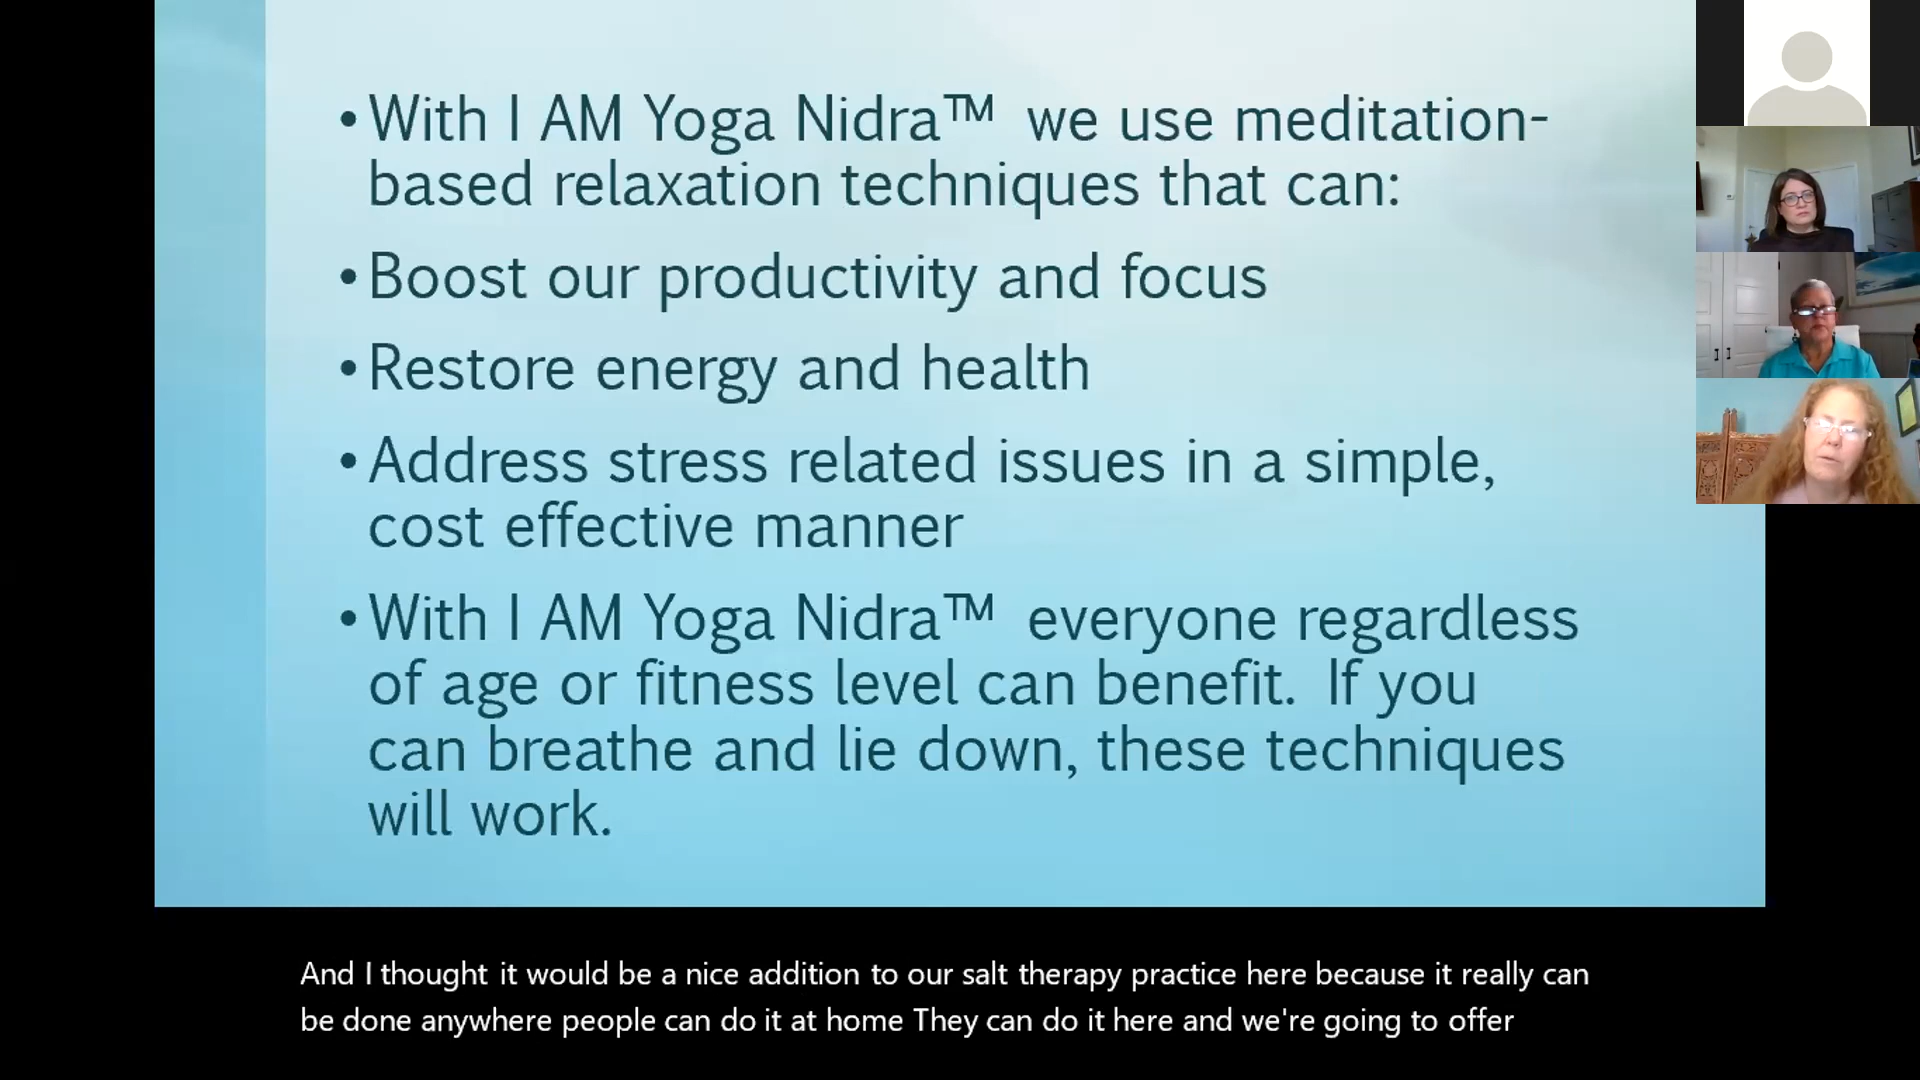 •With I AM Yoga Nidra™ we use meditation-
based relaxation techniques that can:
•Boost our productivity and focus
•Restore energy and health
•Address stress related issues in a simple,
cost effective manner
•With I AM Yoga Nidra™ everyone regardless
of age or fitness level can benefit. If you
can breathe and lie down, these techniques
will work.
And I thought it would be a nice addition to our salt therapy practice here because it really can
be done anywhere people can do it at home They can do it here and we're going to offer